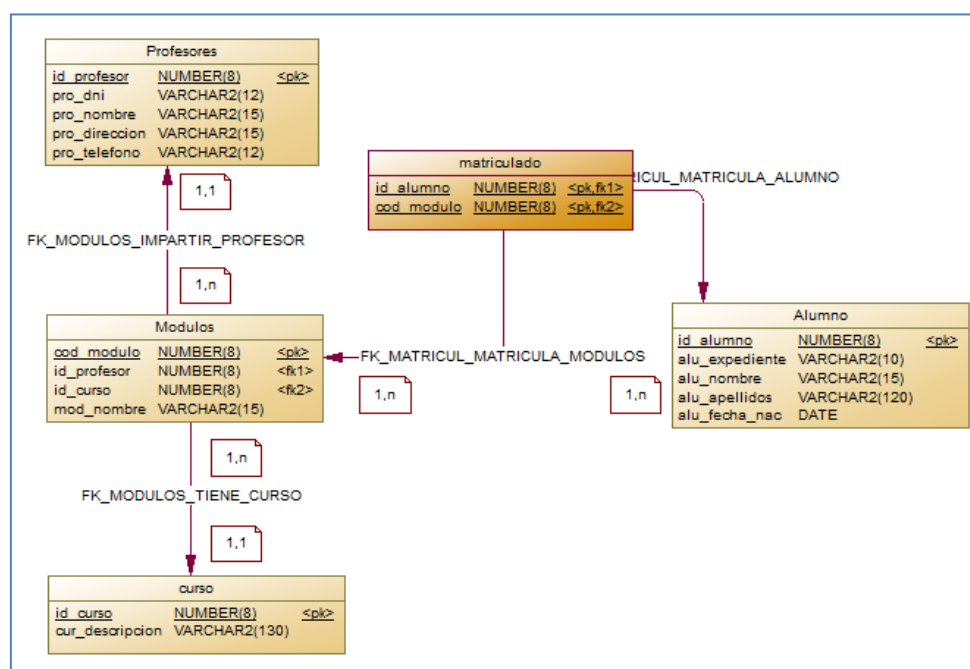 Profesores
id_profesor NUMBER(8) <pk>
pro_dni VARCHAR2(12)
pro_nombre VARCHAR2(15)
pro_direccion VARCHAR2(15)
pro_telefono VARCHAR2(12)
1,1
FK_MODULOS_IMPARTIR_PROFESOR
1,n
matriculado
id_alumno NUMBER(8) <pk,fk1>
cod_modulo NUMBER(8) <pk,fk2>
RICUL_MATRICULA_ALUMNO
Modulos
cod_modulo NUMBER(8) <pk>
id_profesor NUMBER(8) <fk1>
id_curso NUMBER(8) <fk2>
mod_nombre VARCHAR2(15)
FK_MATRICUL_MATRICULA_MODULOS
1,n
1,n
Alumno
id_alumno NUMBER(8) <pk>
alu_expediente VARCHAR2(10)
alu_nombre VARCHAR2(15)
alu_apellidos VARCHAR2(120)
alu_fecha_nac DATE
1,n
FK_MODULOS_TIENE_CURSO
1,1
curso
id_curso NUMBER(8) <pk>
cur_descripcion VARCHAR2(130)